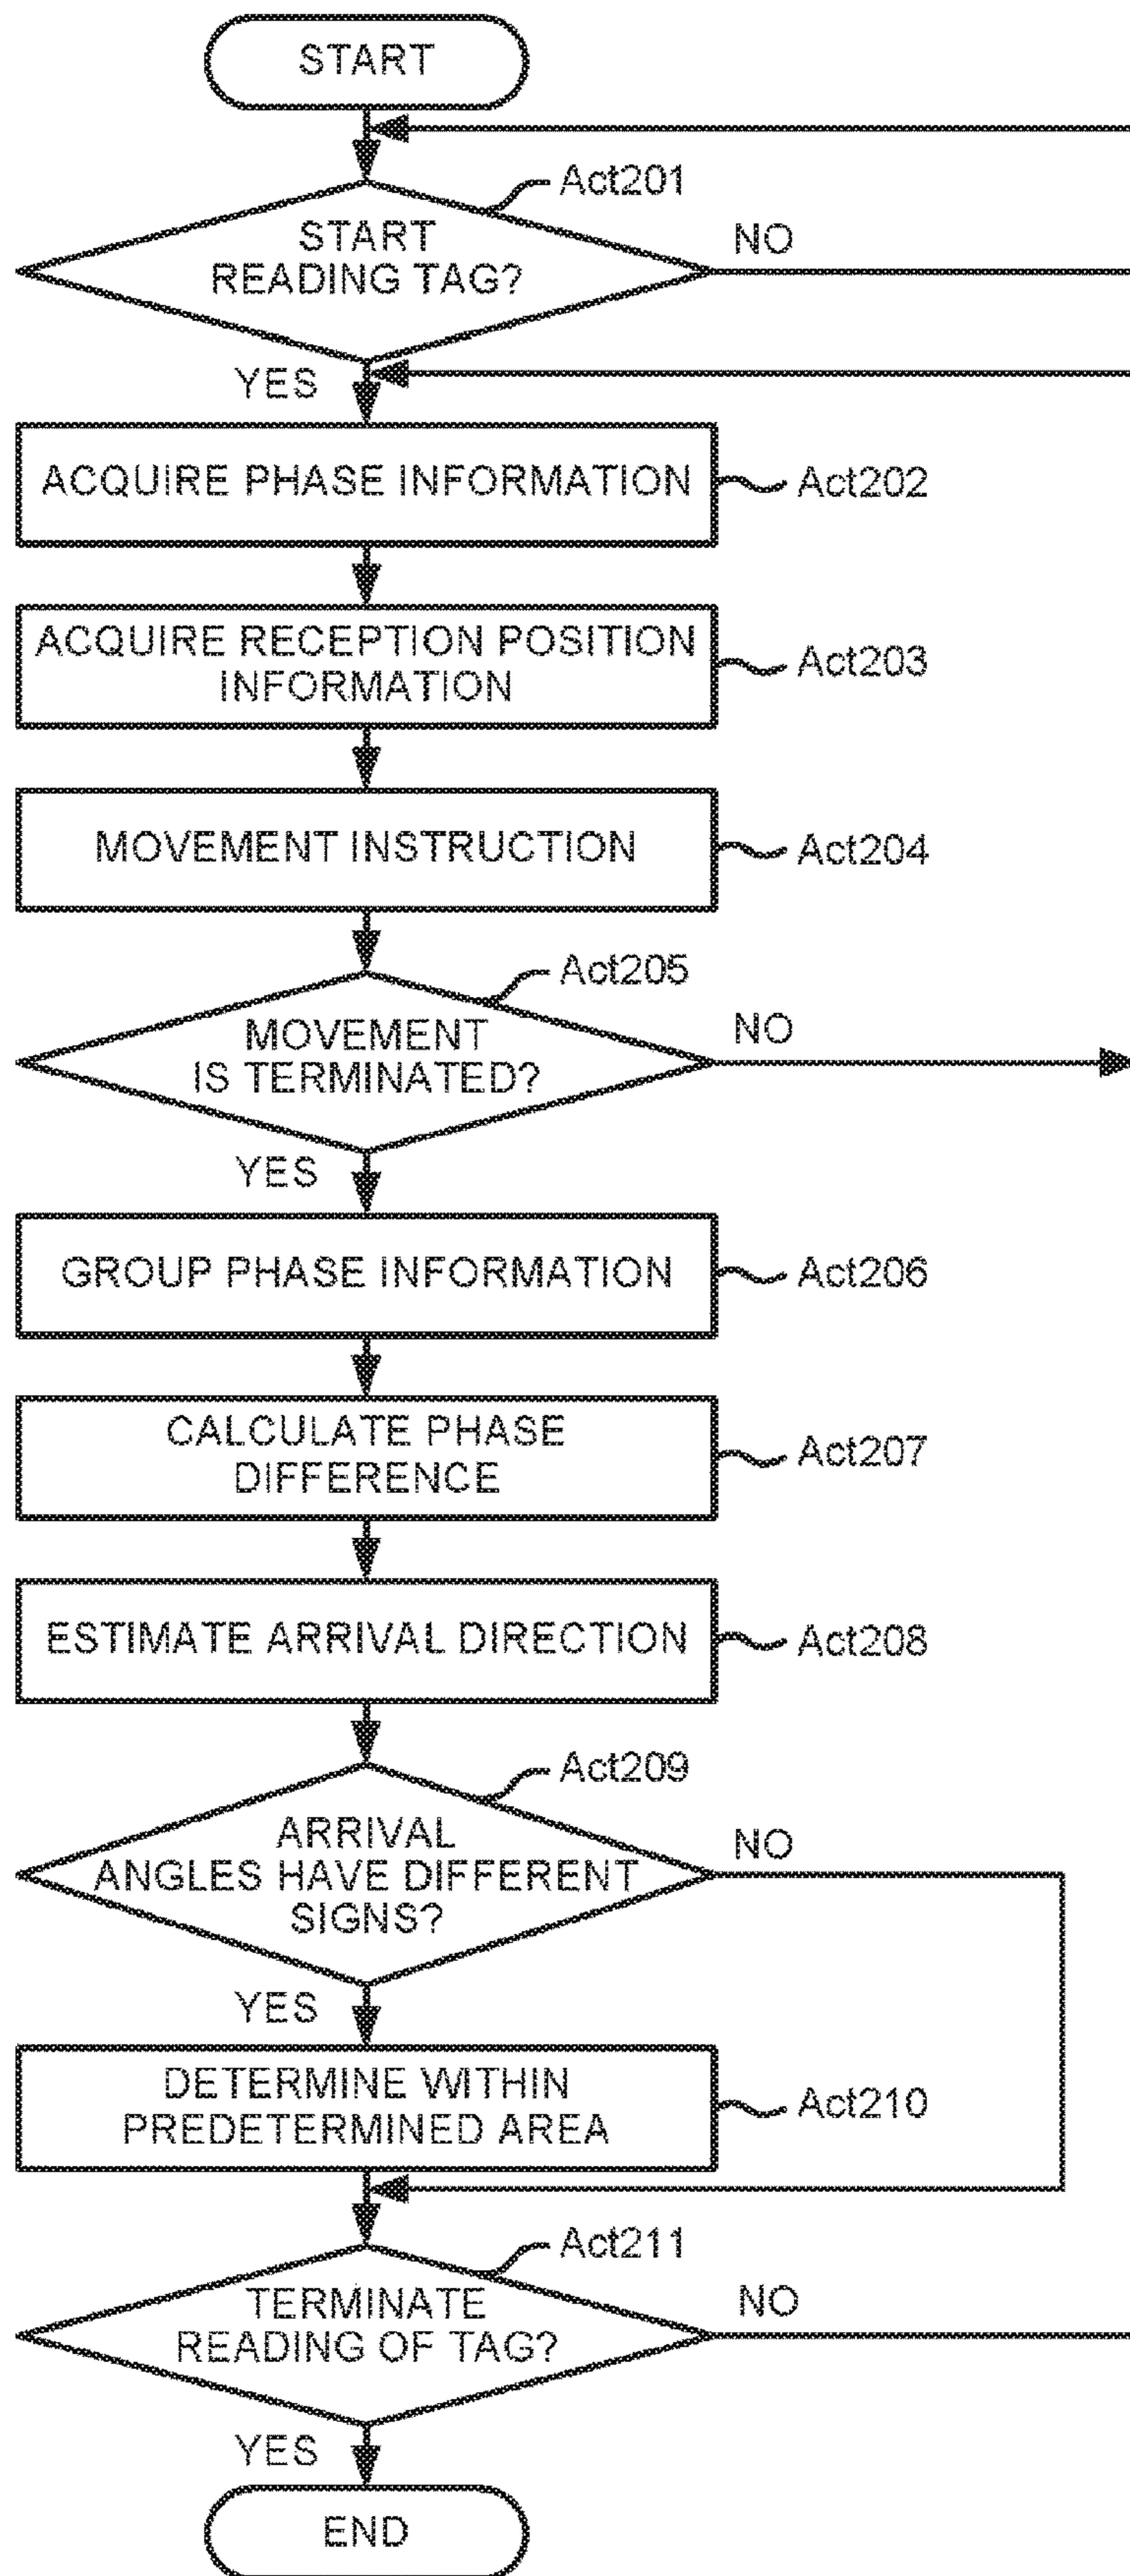 START
Act201
START
READING TAG?
NO
YES
ACQUIRE PHASE INFORMATION
Act202
ACQUIRE RECEPTION POSITION
INFORMATION
Act203
MOVEMENT INSTRUCTION
Act204
Act205
MOVEMENT
IS TERMINATED?
NO
YES
GROUP PHASE INFORMATION
Act206
CALCULATE PHASE
DIFFERENCE
Act207
ESTIMATE ARRIVAL DIRECTION
Act208
Act209
ARRIVAL
ANGLES HAVE DIFFERENT
SIGNS?
NO
YES
DETERMINE WITHIN
PREDETERMINED AREA
Act210
Act211
TERMINATE
READING OF TAG?
NO
YES
END